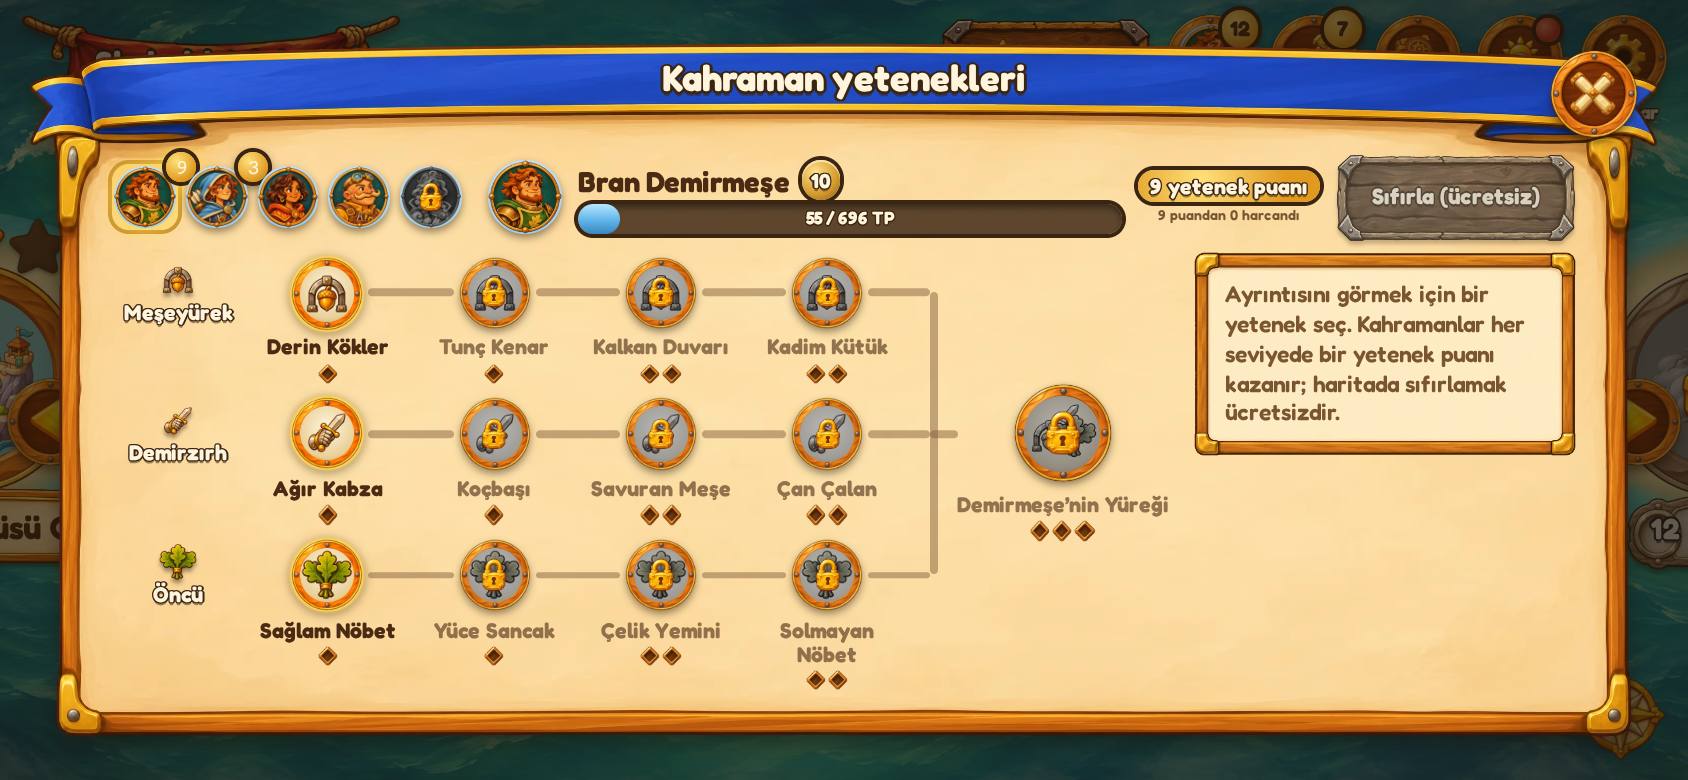 12
7
Kahraman yetenekleri
9
3
Bran Demirmeşe
10
55 / 696 TP
9 yetenek puanı
9 puandan 0 harcandı
Sıfırla (ücretsiz)
Meşeyürek
Derin Kökler
Tunç Kenar
Kalkan Duvarı
Kadim Kütük
Ayrıntısını görmek için bir
yetenek seç. Kahramanlar her
seviyede bir yetenek puanı
kazanır; haritada sıfırlamak
ücretsizdir.
Demirzırh
Ağır Kabza
Koçbaşı
Savuran Meşe
Çan Çalan
Demirmeşe'nin Yüreği
Öncü
Sağlam Nöbet
Yüce Sancak
Çelik Yemini
Solmayan
Nöbet
12